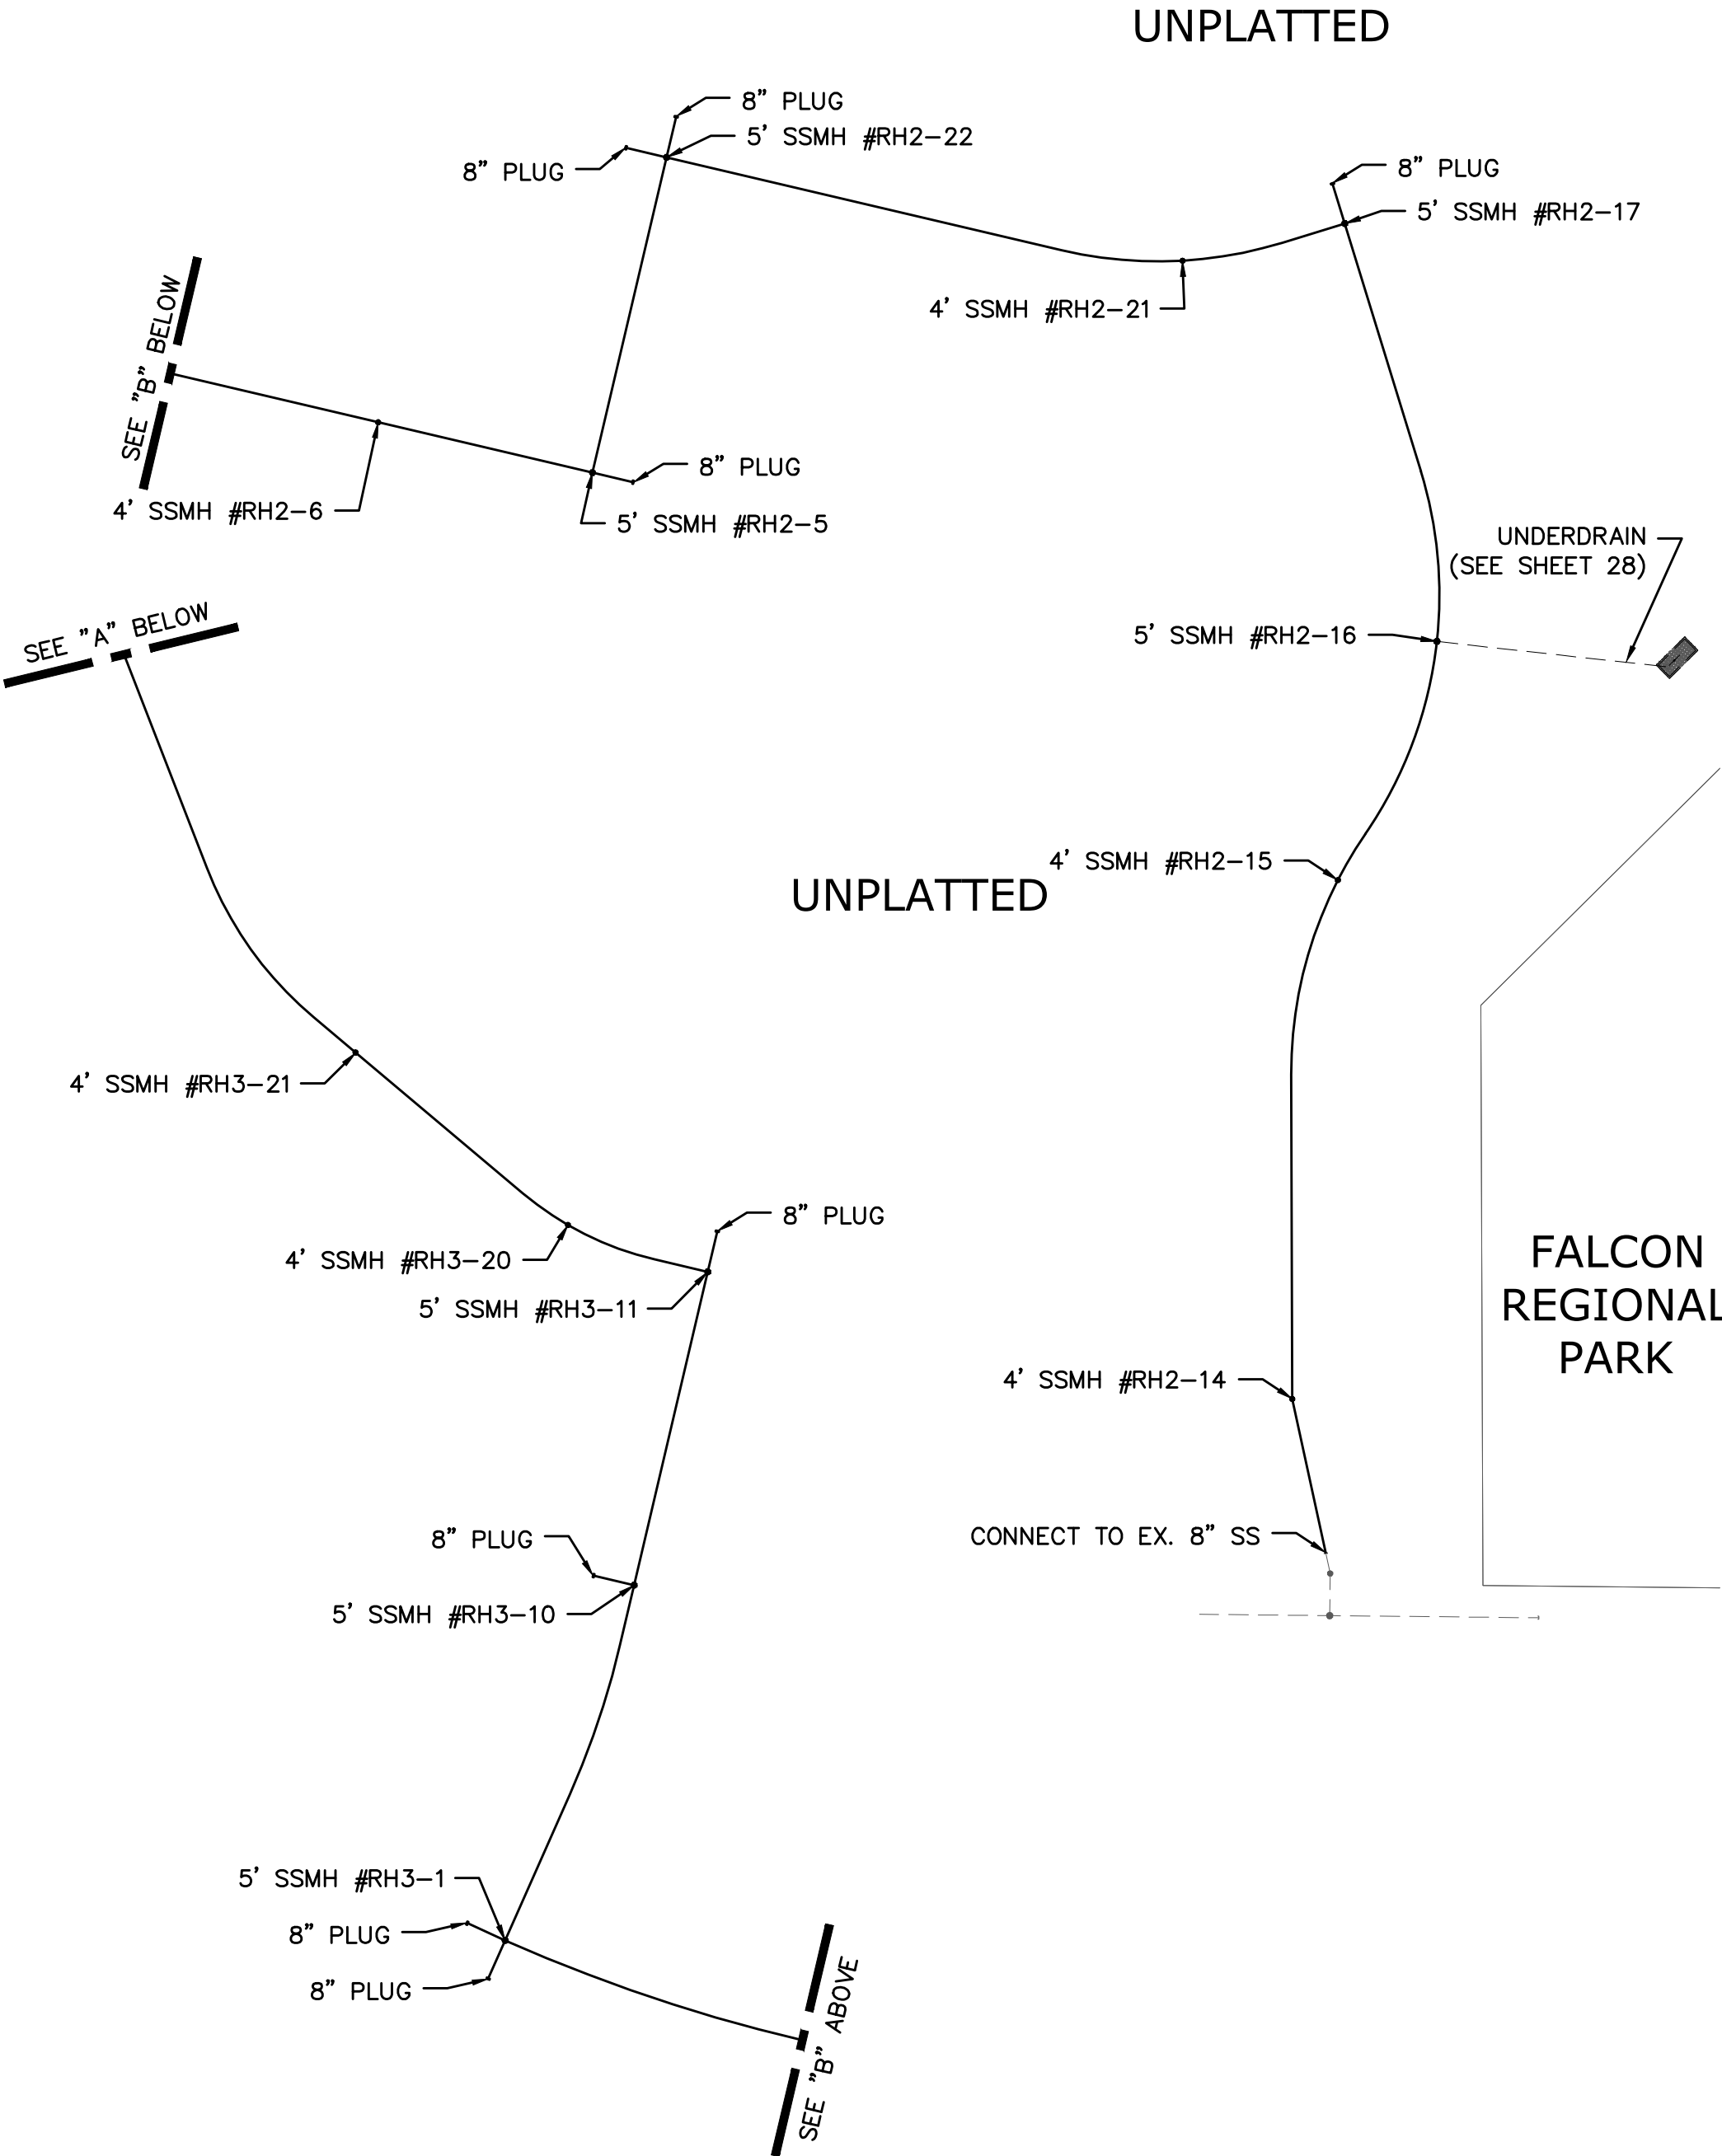 UNPLATTED
8” PLUG
5’ SSMH #RH2–22
8” PLUG
8” PLUG
5’ SSMH #RH2–17
4’ SSMH #RH2–21
SEE ”B” BELOW
8” PLUG
4’ SSMH #RH2–6
5’ SSMH #RH2–5
UNDERDRAIN
(SEE SHEET 28)
SEE ”A” BELOW
5’ SSMH #RH2–16
4’ SSMH #RH2–15
UNPLATTED
4’ SSMH #RH3–21
8” PLUG
4’ SSMH #RH3–20
5’ SSMH #RH3–11
FALCON
REGIONAL
PARK
4’ SSMH #RH2–14
8” PLUG
CONNECT TO EX. 8” SS
5’ SSMH #RH3–10
5’ SSMH #RH3–1
8” PLUG
8” PLUG
SEE ”B” ABOVE